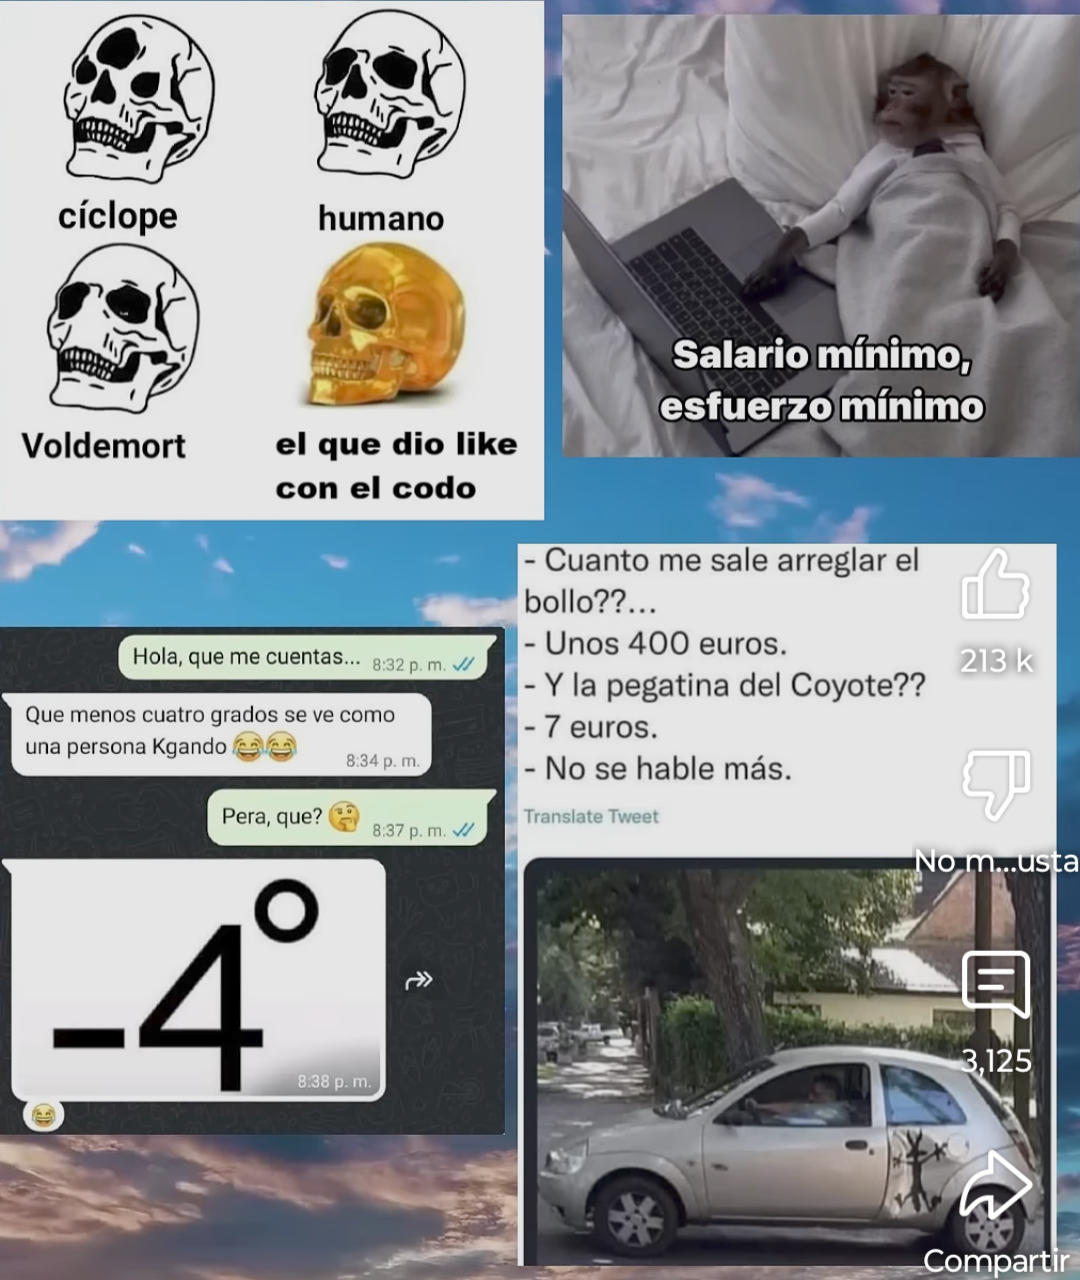 cíclope
humano
Voldemort
el que dio like
con el codo
Salario mínimo,
esfuerzo mínimo
Hola, que me cuentas... 8:32 p. m.
Que menos cuatro grados se ve como
una persona Kgando 😂😂 8:34 p. m.
Pera, que? 🤔 8:37 p. m.
-4°
8:38 p. m.
- Cuanto me sale arreglar el
bollo??...
- Unos 400 euros.
- Y la pegatina del Coyote??
- 7 euros.
- No se hable más.
Translate Tweet
213 k
No m...usta
3,125
Compartir